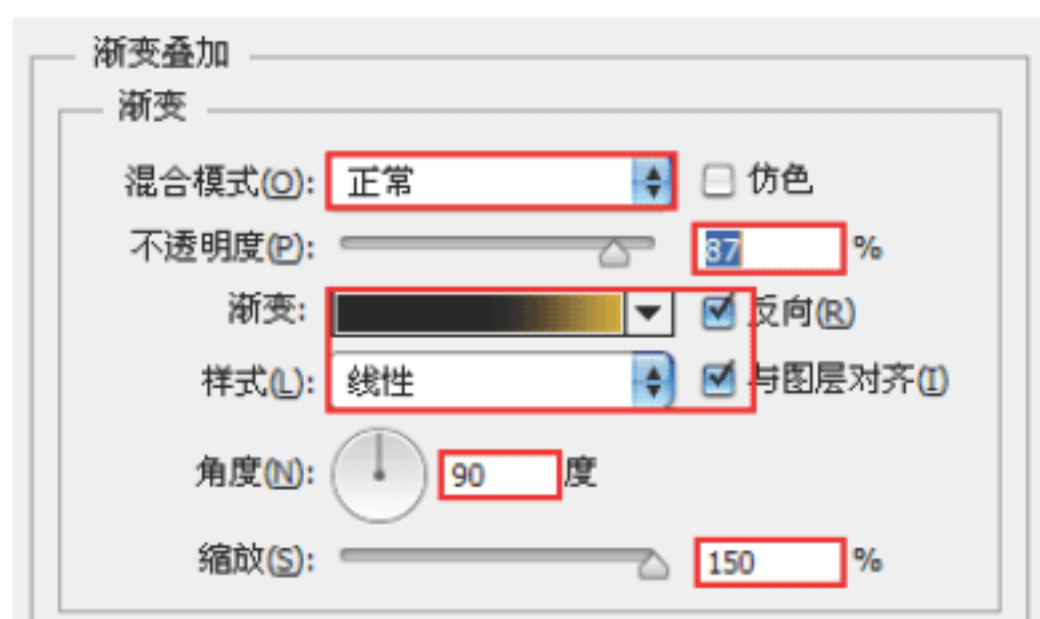 渐变叠加
渐变
混合模式(O): 正常 仿色
不透明度(P): 87 %
渐变: 反向(R)
样式(L): 线性 与图层对齐(I)
角度(N): 90 度
缩放(S): 150 %